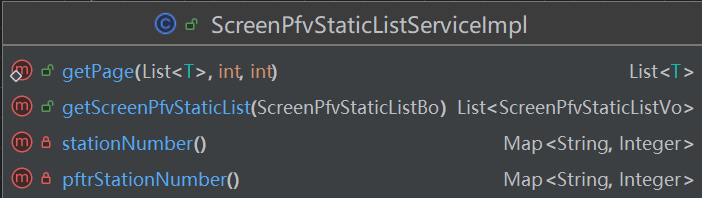 ScreenPfvStaticListServiceImpl
getPage(List<T>, int, int) List<T>
getScreenPfvStaticList(ScreenPfvStaticListBo) List<ScreenPfvStaticListVo>
stationNumber() Map<String, Integer>
pftrStationNumber() Map<String, Integer>